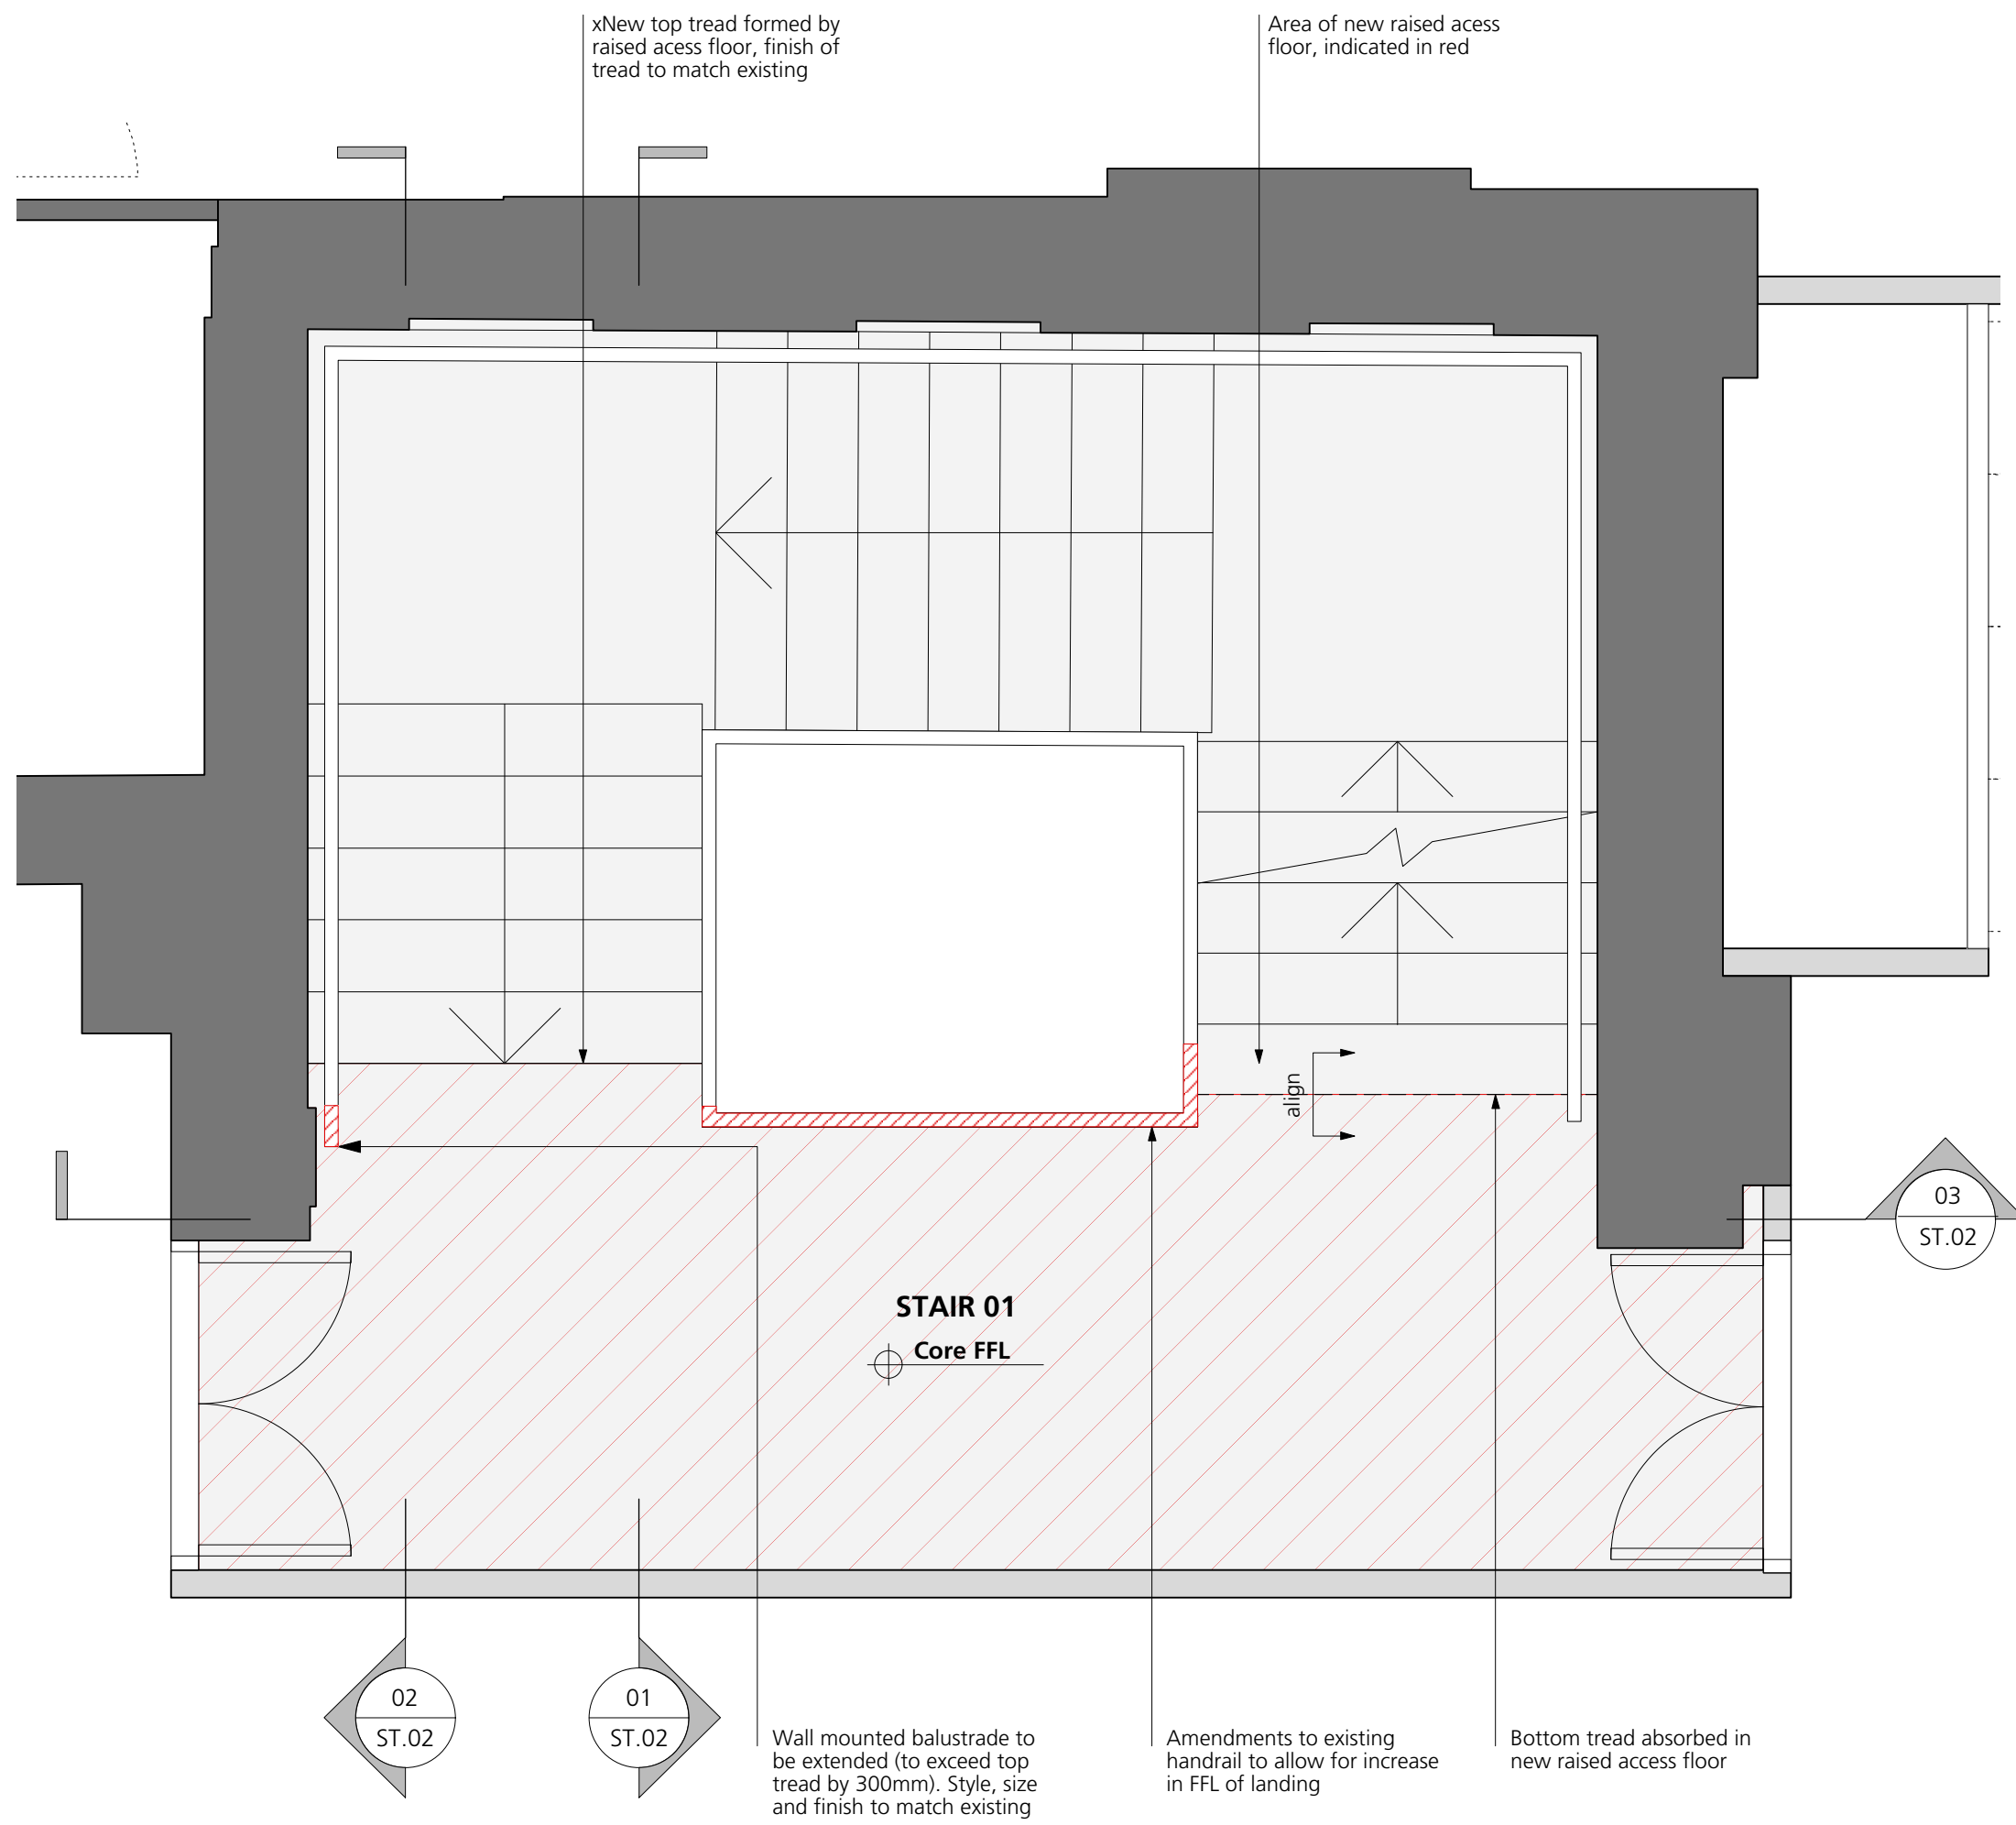 xNew top tread formed by
raised acess floor, finish of
tread to match existing
Area of new raised acess
floor, indicated in red
align
03
ST.02
STAIR 01
Core FFL
02
ST.02
01
ST.02
Wall mounted balustrade to
be extended (to exceed top
tread by 300mm). Style, size
and finish to match existing
Amendments to existing
handrail to allow for increase
in FFL of landing
Bottom tread absorbed in
new raised access floor